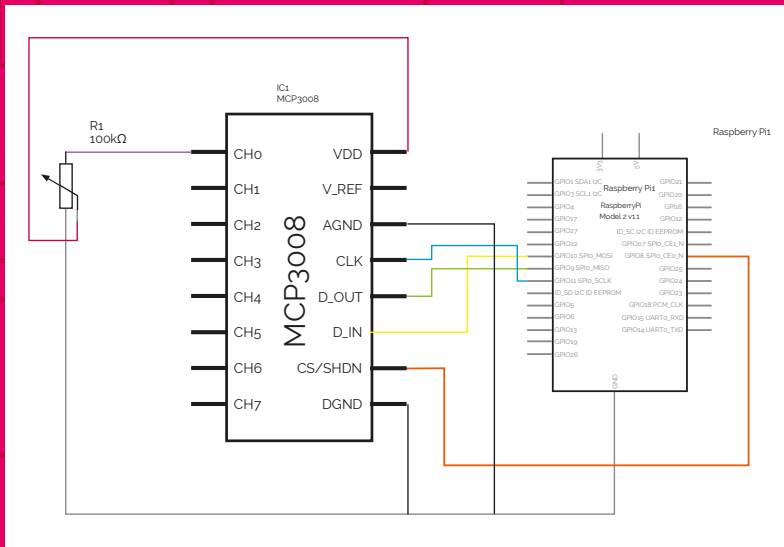 IC1
MCP3008
R1
100kΩ
CH0
CH1
CH2
CH3
CH4
CH5
CH6
CH7
MCP3008
VDD
V_REF
AGND
CLK
D_OUT
D_IN
CS/SHDN
DGND
Raspberry Pi1
3V3
5V
Raspberry Pi1
RaspberryPi
Model 2 v1.1
GPIO1 SDA1 I2C
GPIO3 SCL1 I2C
GPIO4
GPIO17
GPIO27
GPIO22
GPIO10 SPI0_MOSI
GPIO9 SPI0_MISO
GPIO11 SPI0_SCLK
ID_SD I2C ID EEPROM
GPIO5
GPIO6
GPIO13
GPIO19
GPIO26
GPIO21
GPIO20
GPI16
GPIO12
ID_SC I2C ID EEPROM
GPIO07 SPI0_CE1_N
GPIO8 SPI0_CE0_N
GPIO25
GPIO24
GPIO23
GPIO18 PCM_CLK
GPIO15 UART0_RXD
GPIO14 UART0_TXD
GND